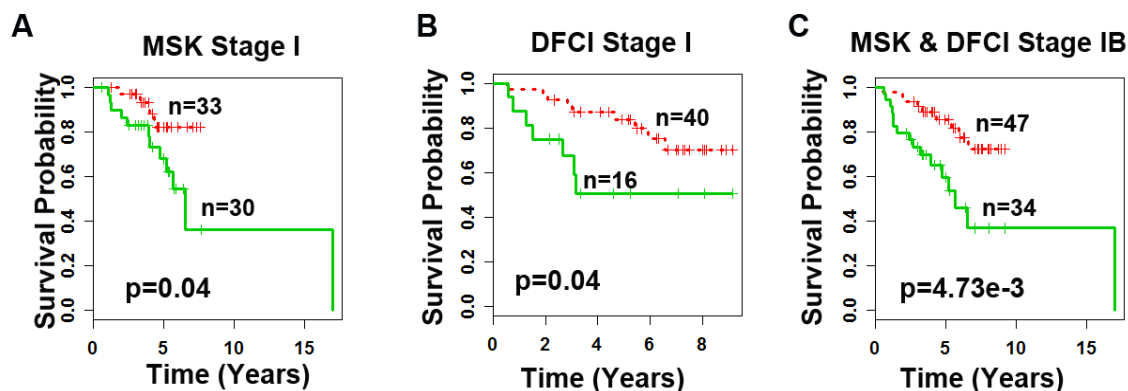 A
MSK Stage I
Survival Probability
0.0 0.2 0.4 0.6 0.8 1.0
n=33
n=30
p=0.04
0 5 10 15
Time (Years)
B
DFCI Stage I
Survival Probability
0.0 0.2 0.4 0.6 0.8 1.0
n=40
n=16
p=0.04
0 2 4 6 8
Time (Years)
C
MSK & DFCI Stage IB
Survival Probability
0.0 0.2 0.4 0.6 0.8 1.0
n=47
n=34
p=4.73e-3
0 5 10 15
Time (Years)